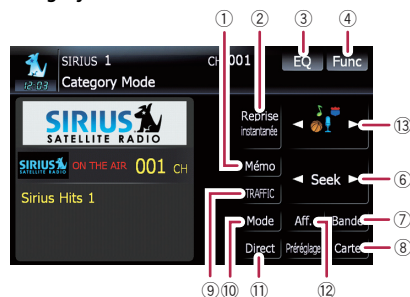 ① ② ③ ④
SIRIUS 1 CH 001 EQ Func
12:03 Category Mode
SIRIUS
SATELLITE RADIO
Reprise
instantanée
⑬
SIRIUS ON THE AIR 001 CH
Mémo
Seek ⑥
Sirius Hits 1
TRAFFIC
Mode Aff. Bande ⑦
Direct Préréglage Carte ⑧
⑨ ⑩ ⑪ ⑫